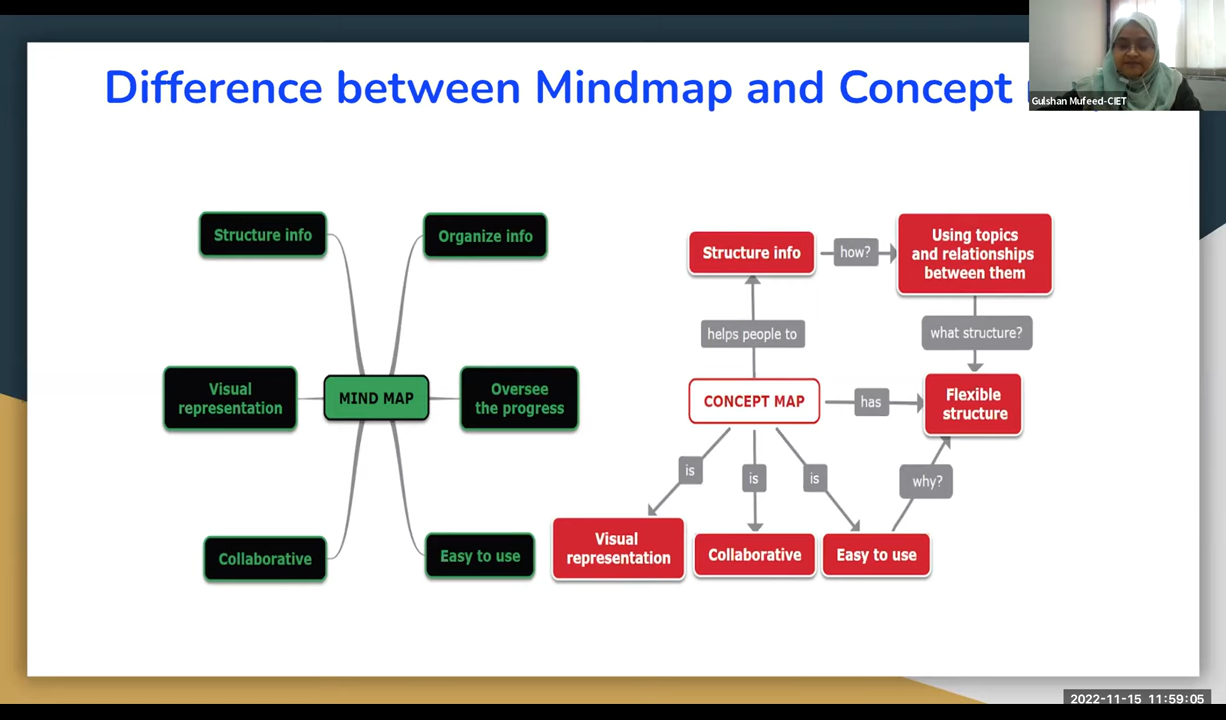 Difference between Mindmap and Concept
Gulshan Mufeed-CIET
Structure info
Organize info
Visual
representation
MIND MAP
Oversee
the progress
Collaborative
Easy to use
Structure info
how?
Using topics
and relationships
between them
helps people to
what structure?
CONCEPT MAP
has
Flexible
structure
is
is
is
why?
Visual
representation
Collaborative
Easy to use
2022-11-15 11:59:05